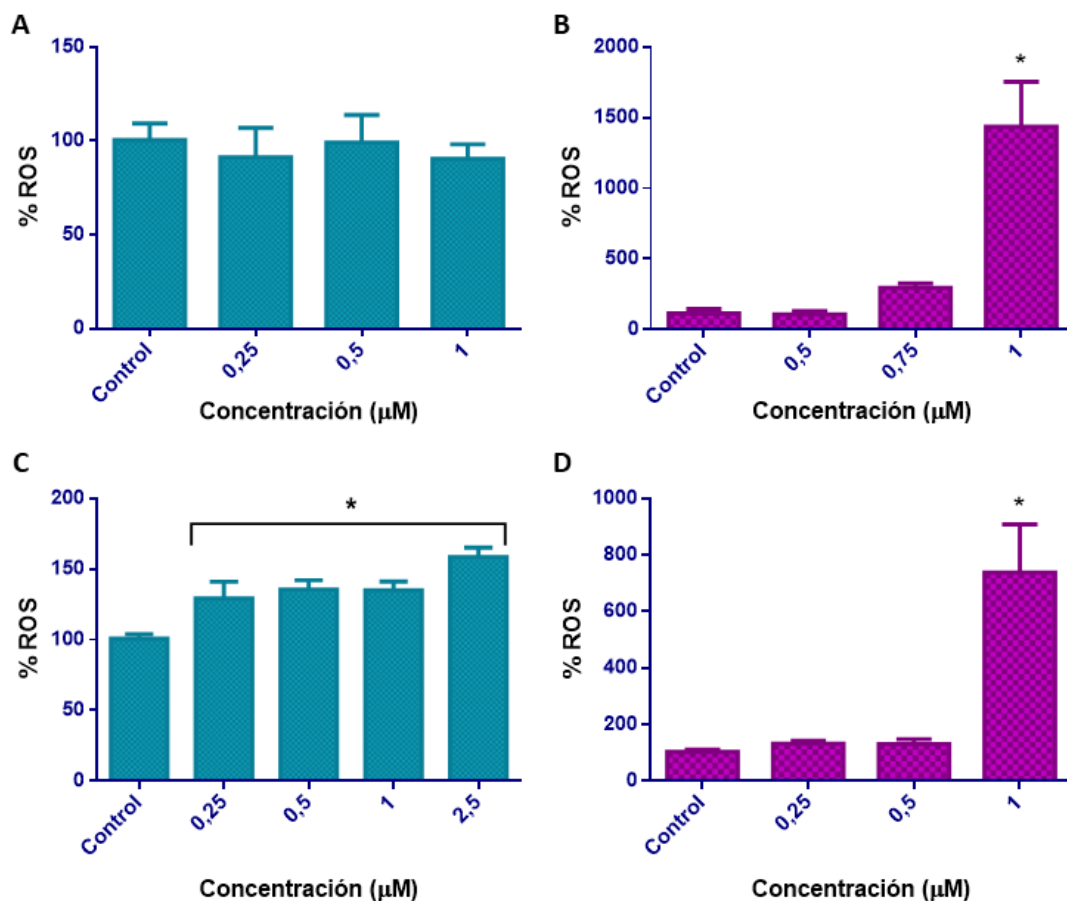 A
% ROS
150
100
50
0
Control
0,25
0,5
1
Concentración (µM)
B
% ROS
2000
1500
1000
500
0
*
Control
0,5
0,75
1
Concentración (µM)
C
% ROS
200
150
100
50
0
*
Control
0,25
0,5
1
2,5
Concentración (µM)
D
% ROS
1000
800
600
400
200
0
*
Control
0,25
0,5
1
Concentración (µM)